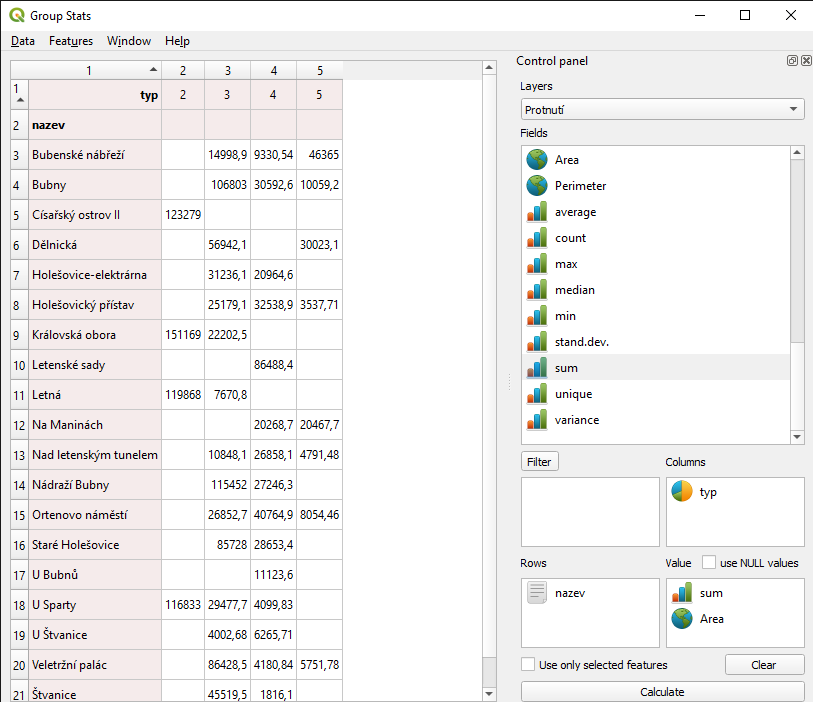 Group Stats
Data Features Window Help
1 2 3 4 5
1 typ 2 3 4 5
2 nazev
3 Bubenské nábřeží 14998,9 9330,54 46365
4 Bubny 106803 30592,6 10059,2
5 Císařský ostrov II 123279
6 Dělnická 56942,1 30023,1
7 Holešovice-elektrárna 31236,1 20964,6
8 Holešovický přístav 25179,1 32538,9 3537,71
9 Královská obora 151169 22202,5
10 Letenské sady 86488,4
11 Letná 119868 7670,8
12 Na Maninách 20268,7 20467,7
13 Nad letenským tunelem 10848,1 26858,1 4791,48
14 Nádraží Bubny 115452 27246,3
15 Ortenovo náměstí 26852,7 40764,9 8054,46
16 Staré Holešovice 85728 28653,4
17 U Bubnů 11123,6
18 U Sparty 116833 29477,7 4099,83
19 U Štvanice 4002,68 6265,71
20 Veletržní palác 86428,5 4180,84 5751,78
21 Štvanice 45519,5 1816,1
Control panel
Layers
Protnutí
Fields
Area
Perimeter
average
count
max
median
min
stand.dev.
sum
unique
variance
Filter
Columns
typ
Rows
nazev
Value use NULL values
sum
Area
Use only selected features
Clear
Calculate